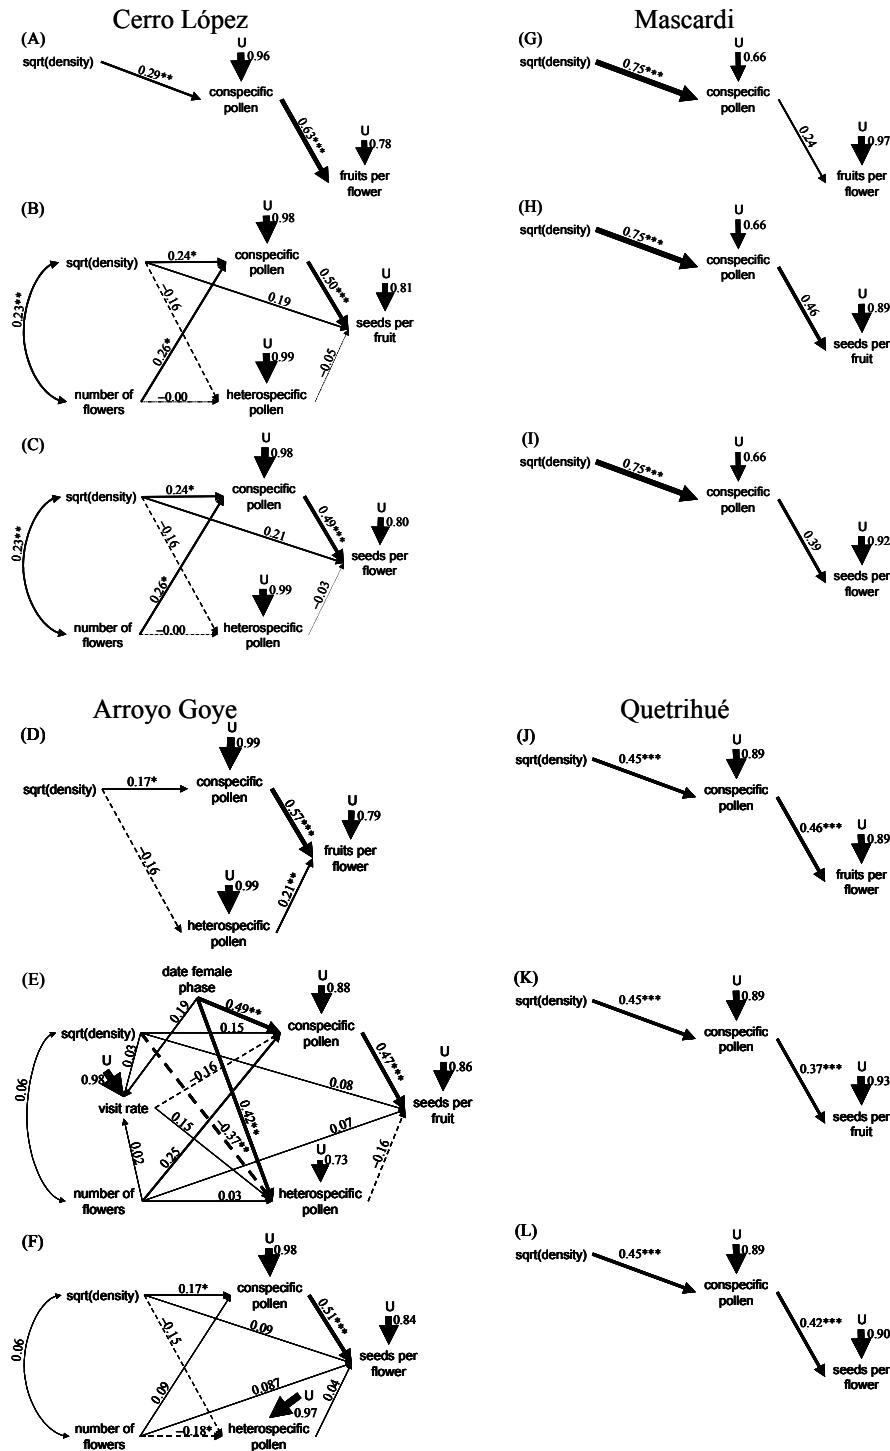 Cerro López
(A)
sqrt(density)
0.29**
U
0.96
conspecific
pollen
0.63***
U
0.78
fruits per
flower
(B)
sqrt(density)
0.23**
number of
flowers
0.24*
−0.16
0.19
0.26*
−0.00
U
0.98
conspecific
pollen
U
0.99
heterospecific
pollen
0.50***
−0.05
U
0.81
seeds per
fruit
(C)
sqrt(density)
0.23**
number of
flowers
0.24*
−0.16
0.21
0.26*
−0.00
U
0.98
conspecific
pollen
U
0.99
heterospecific
pollen
0.49***
−0.03
U
0.80
seeds per
flower
Arroyo Goye
(D)
sqrt(density)
0.17*
−0.16
U
0.99
conspecific
pollen
U
0.99
heterospecific
pollen
0.57***
0.21**
U
0.79
fruits per
flower
(E)
date female
phase
0.19
0.49**
sqrt(density)
0.15
0.03
U
0.98
visit rate
0.06
−0.16
0.08
0.15
−0.37**
0.42**
0.07
0.02
0.25
number of
flowers
0.03
U
0.88
conspecific
pollen
U
0.73
heterospecific
pollen
0.47***
−0.16
U
0.86
seeds per
fruit
(F)
sqrt(density)
0.06
number of
flowers
0.17*
−0.15
0.09
0.09
0.087
−0.18*
U
0.98
conspecific
pollen
U
0.97
heterospecific
pollen
0.51***
0.04
U
0.84
seeds per
flower
Mascardi
(G)
sqrt(density)
0.75***
U
0.66
conspecific
pollen
0.24
U
0.97
fruits per
flower
(H)
sqrt(density)
0.75***
U
0.66
conspecific
pollen
0.46
U
0.89
seeds per
fruit
(I)
sqrt(density)
0.75***
U
0.66
conspecific
pollen
0.39
U
0.92
seeds per
flower
Quetrihué
(J)
sqrt(density)
0.45***
U
0.89
conspecific
pollen
0.46***
U
0.89
fruits per
flower
(K)
sqrt(density)
0.45***
U
0.89
conspecific
pollen
0.37***
U
0.93
seeds per
fruit
(L)
sqrt(density)
0.45***
U
0.89
conspecific
pollen
0.42***
U
0.90
seeds per
flower